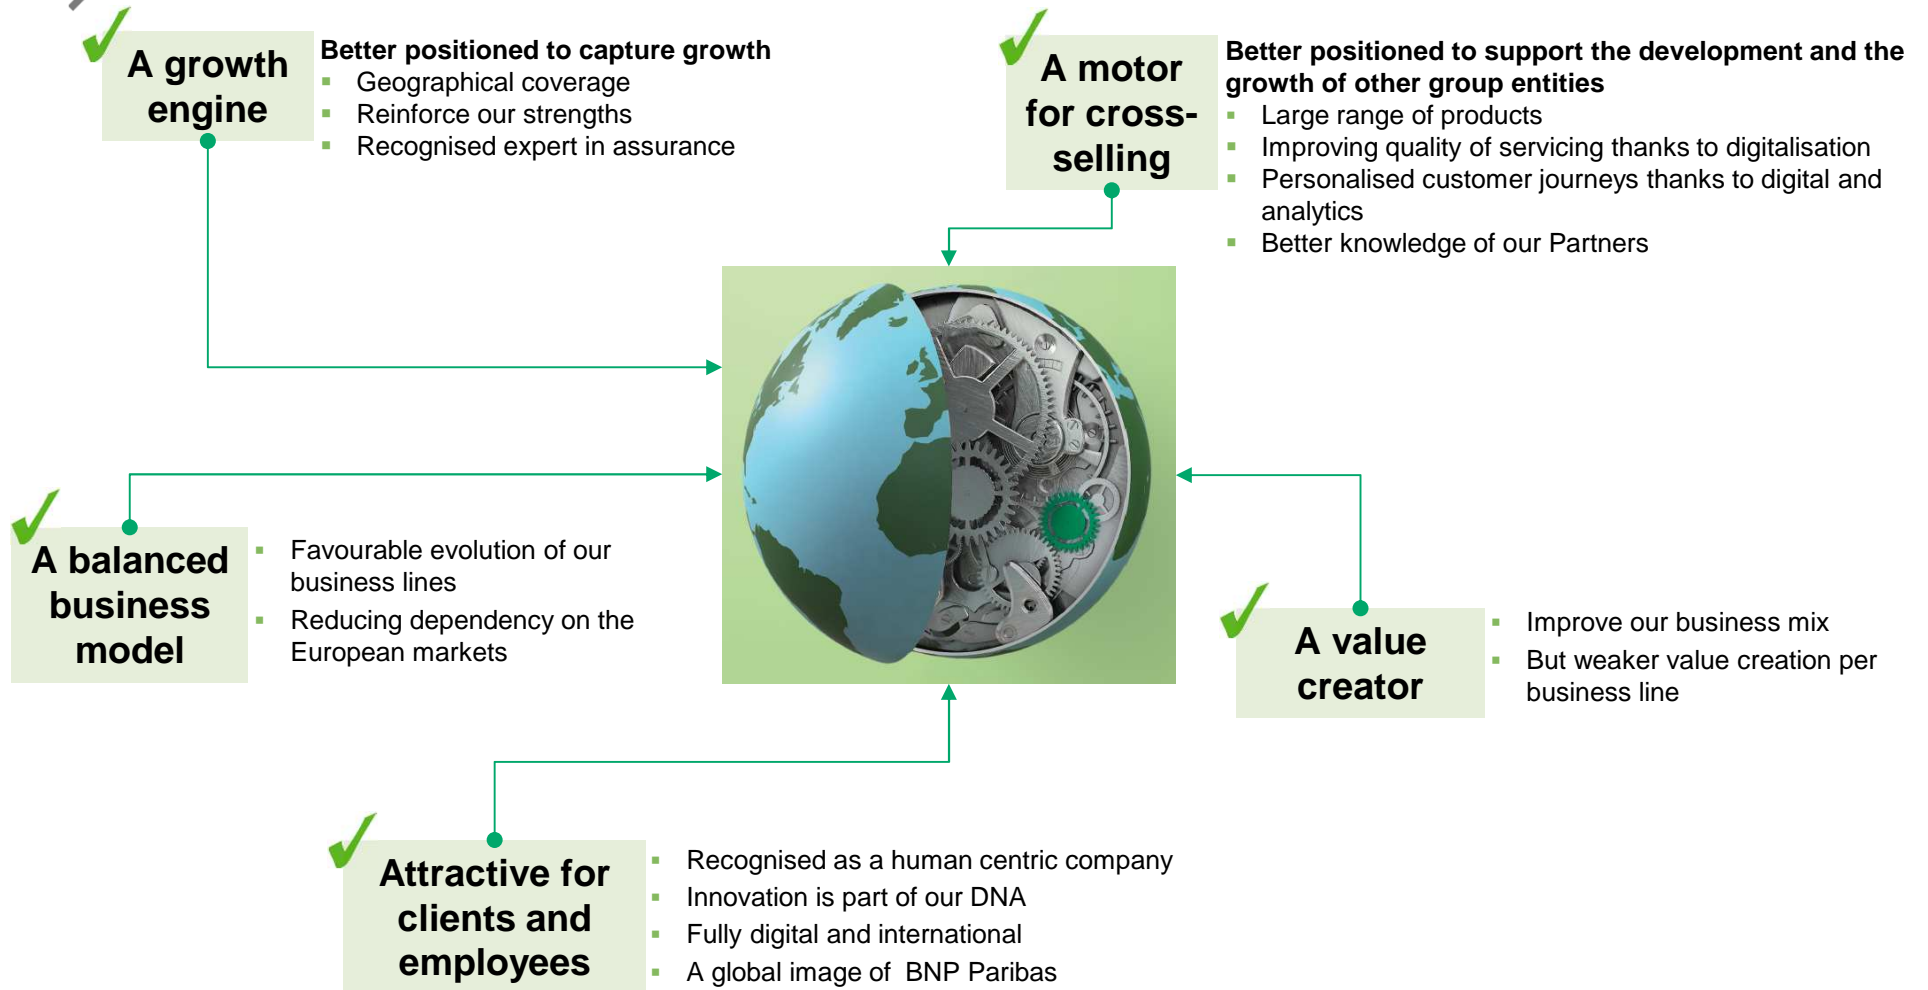 A growth
engine
Better positioned to capture growth
Geographical coverage
Reinforce our strengths
Recognised expert in assurance
A motor
for cross-
selling
Better positioned to support the development and the
growth of other group entities
Large range of products
Improving quality of servicing thanks to digitalisation
Personalised customer journeys thanks to digital and
analytics
Better knowledge of our Partners
A balanced
business
model
Favourable evolution of our
business lines
Reducing dependency on the
European markets
A value
creator
Improve our business mix
But weaker value creation per
business line
Attractive for
clients and
employees
Recognised as a human centric company
Innovation is part of our DNA
Fully digital and international
A global image of  BNP Paribas